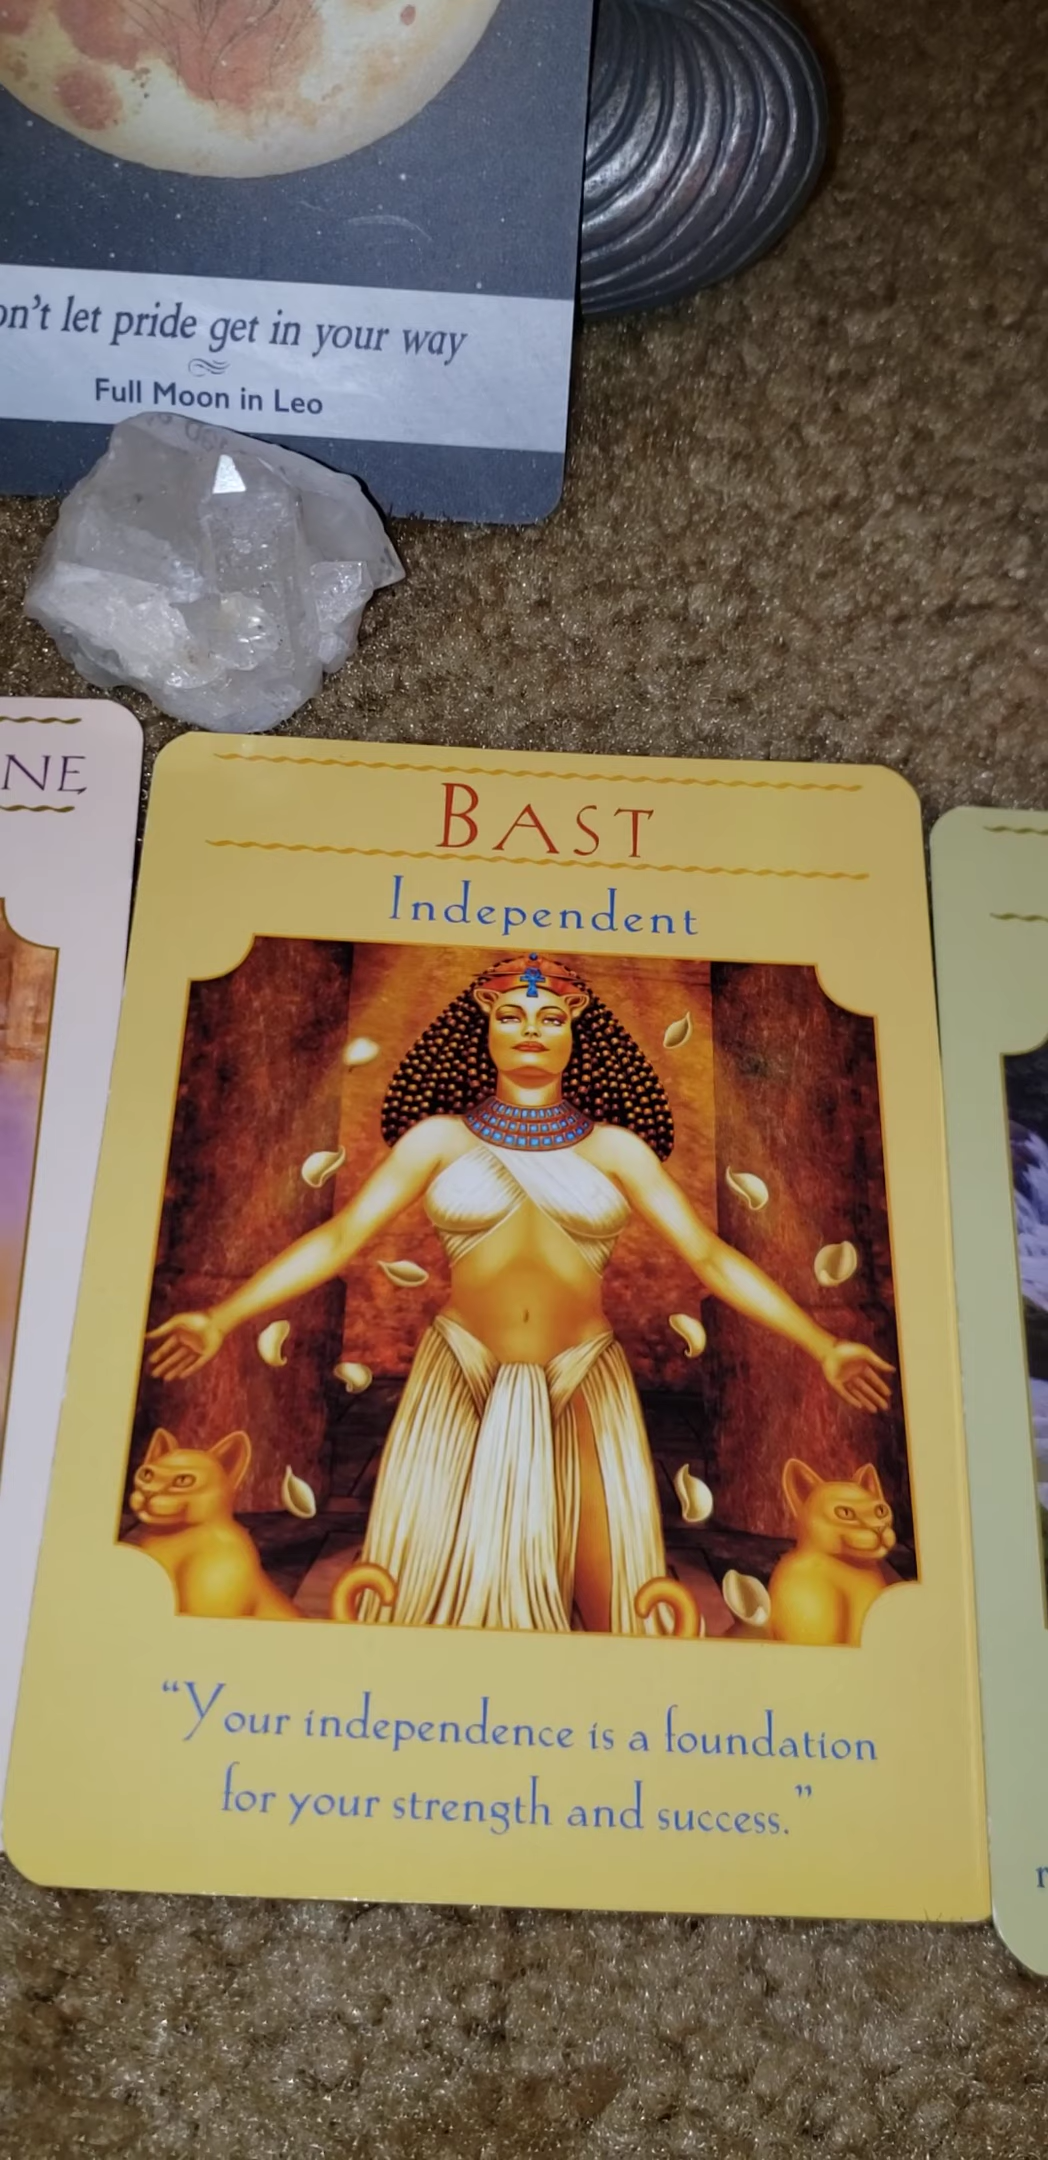 on't let pride get in your way
Full Moon in Leo
NE
BAST
Independent
“Your independence is a foundation
for your strength and success.”
r